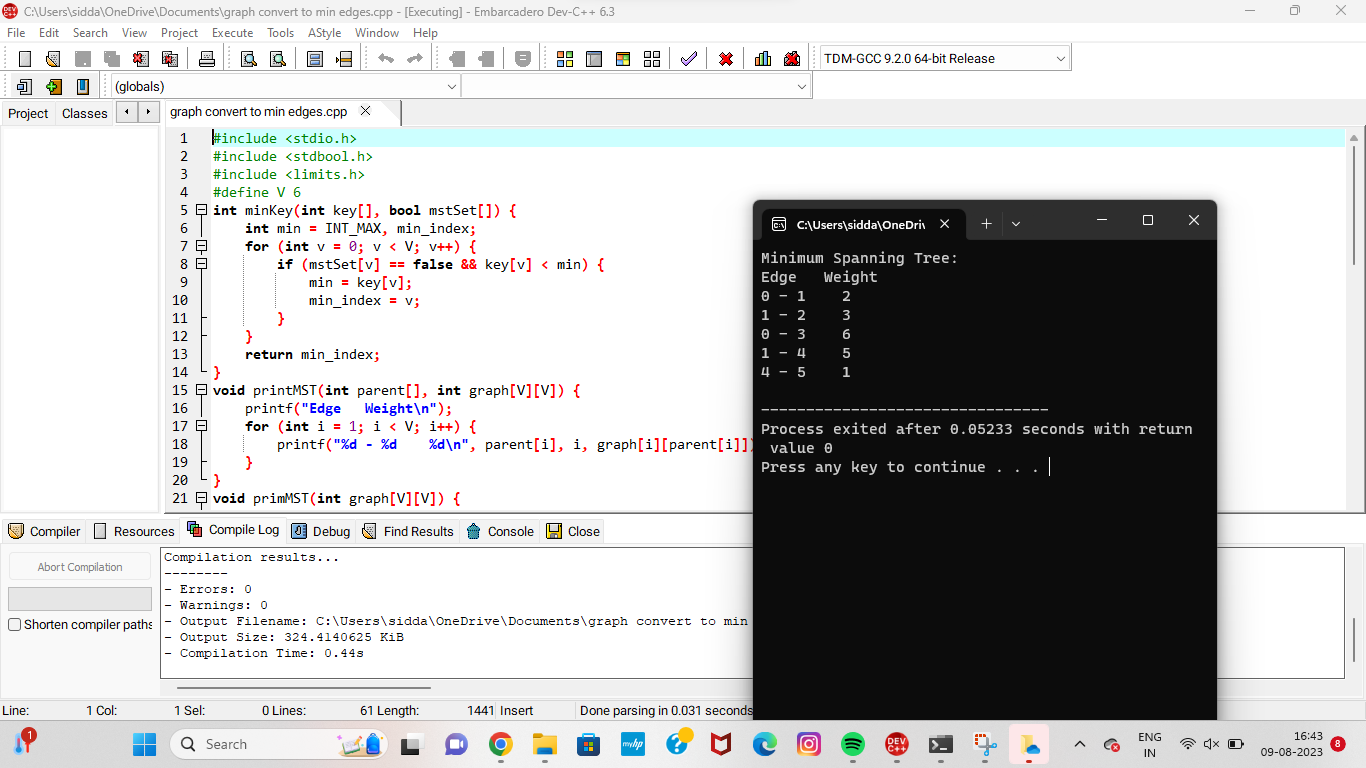 C:\Users\sidda\OneDrive\Documents\graph convert to min edges.cpp - [Executing] - Embarcadero Dev-C++ 6.3
File Edit Search View Project Execute Tools AStyle Window Help
TDM-GCC 9.2.0 64-bit Release
(globals)
Project Classes
graph convert to min edges.cpp
1 #include <stdio.h>
2 #include <stdbool.h>
3 #include <limits.h>
4 #define V 6
5 int minKey(int key[], bool mstSet[]) {
6 int min = INT_MAX, min_index;
7 for (int v = 0; v < V; v++) {
8 if (mstSet[v] == false && key[v] < min) {
9 min = key[v];
10 min_index = v;
11 }
12 }
13 return min_index;
14 }
15 void printMST(int parent[], int graph[V][V]) {
16 printf("Edge   Weight\n");
17 for (int i = 1; i < V; i++) {
18 printf("%d - %d    %d\n", parent[i], i, graph[i][parent[i]])
19 }
20 }
21 void primMST(int graph[V][V]) {
C:\Users\sidda\OneDri
Minimum Spanning Tree:
Edge   Weight
0 - 1    2
1 - 2    3
0 - 3    6
1 - 4    5
4 - 5    1
--------------------------------
Process exited after 0.05233 seconds with return
value 0
Press any key to continue . . .
Compiler Resources Compile Log Debug Find Results Console Close
Abort Compilation
Shorten compiler paths
Compilation results...
--------
- Errors: 0
- Warnings: 0
- Output Filename: C:\Users\sidda\OneDrive\Documents\graph convert to min
- Output Size: 324.4140625 KiB
- Compilation Time: 0.44s
Line: 1 Col: 1 Sel: 0 Lines: 61 Length: 1441 Insert Done parsing in 0.031 seconds
1
Search
DEV C++
myhp
ENG
IN
16:43
09-08-2023
8